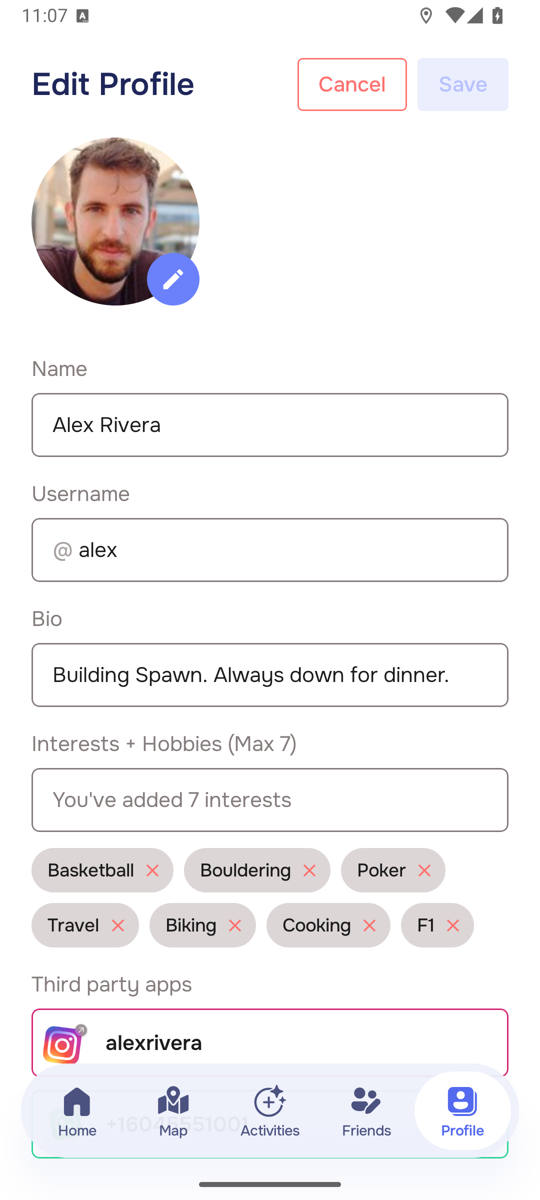 11:07
Edit Profile
Cancel
Save
Name
Alex Rivera
Username
@ alex
Bio
Building Spawn. Always down for dinner.
Interests + Hobbies (Max 7)
You've added 7 interests
Basketball
Bouldering
Poker
Travel
Biking
Cooking
F1
Third party apps
alexrivera
+16045551001
Home
Map
Activities
Friends
Profile